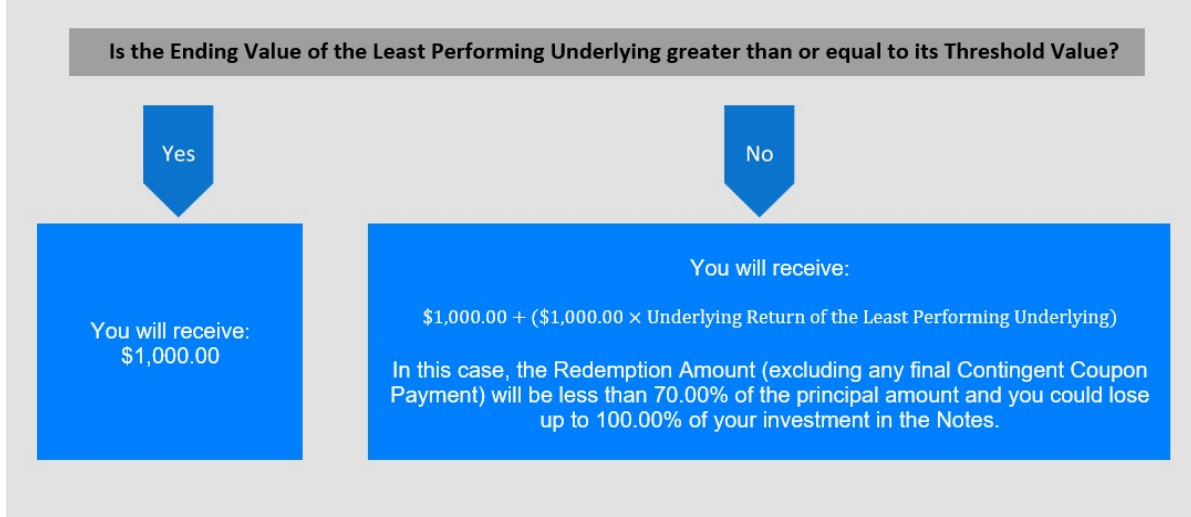 Is the Ending Value of the Least Performing Underlying greater than or equal to its Threshold Value?
Yes
No
You will receive:
$1,000.00
You will receive:
$1,000.00 + ($1,000.00 × Underlying Return of the Least Performing Underlying)
In this case, the Redemption Amount (excluding any final Contingent Coupon
Payment) will be less than 70.00% of the principal amount and you could lose
up to 100.00% of your investment in the Notes.